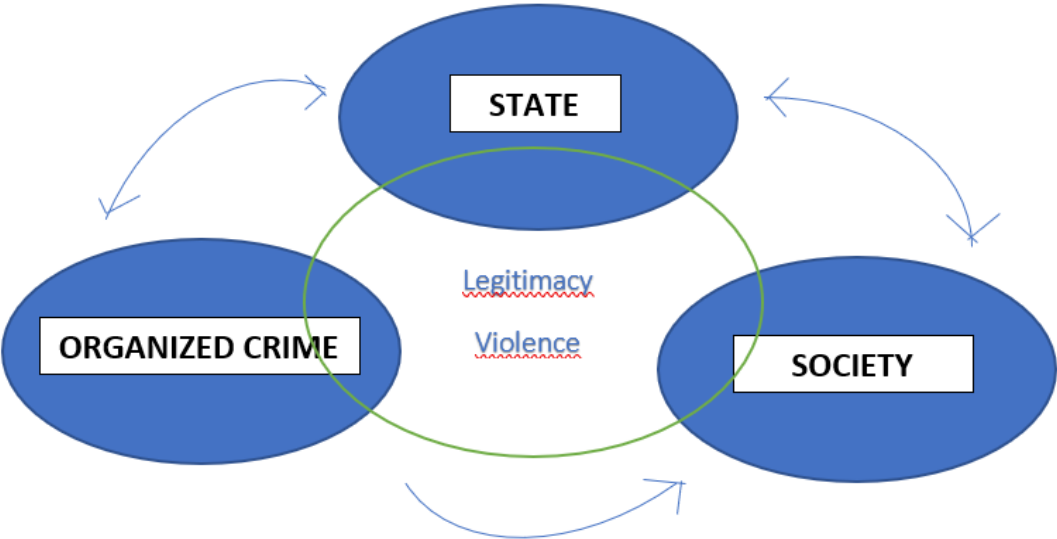 STATE
Legitimacy
Violence
ORGANIZED CRIME
SOCIETY